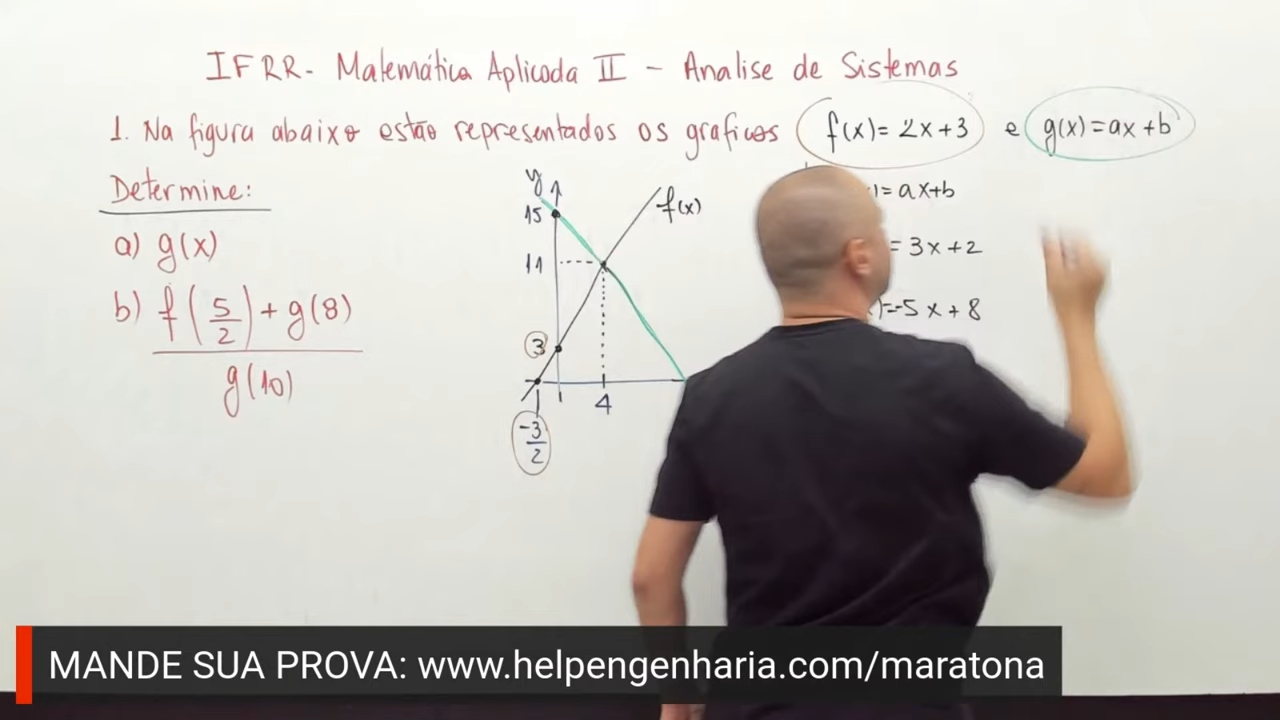 IFRR - Matemática Aplicada II - Analise de Sistemas
1. Na figura abaixo estão representados os graficos f(x) = 2x + 3 e g(x) = ax + b
Determine:
a) g(x)
b) f(5/2) + g(8)
g(10)
y
15
f(x)
11
3
4
-3/2
) = ax+b
= 3x + 2
) = -5x + 8
MANDE SUA PROVA: www.helpengenharia.com/maratona